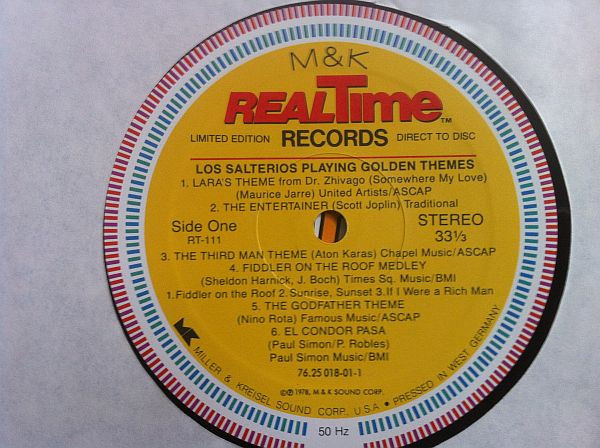 M&K
REALTime™
LIMITED EDITION RECORDS DIRECT TO DISC
LOS SALTERIOS PLAYING GOLDEN THEMES
1. LARA'S THEME from Dr. Zhivago (Somewhere My Love)
(Maurice Jarre) United Artists/ASCAP
2. THE ENTERTAINER (Scott Joplin) Traditional
Side One STEREO
RT-111 33⅓
3. THE THIRD MAN THEME (Aton Karas) Chapel Music/ASCAP
4. FIDDLER ON THE ROOF MEDLEY
(Sheldon Harnick, J. Boch) Times Sq. Music/BMI
1.Fiddler on the Roof 2. Sunrise, Sunset 3. If I Were a Rich Man
5. THE GODFATHER THEME
(Nino Rota) Famous Music/ASCAP
6. EL CONDOR PASA
(Paul Simon/P. Robles)
Paul Simon Music/BMI
76.25 018-01-1
©℗ 1978, M & K SOUND CORP.
MK MILLER & KREISEL SOUND CORP. U.S.A. • PRESSED IN WEST GERMANY
50 Hz